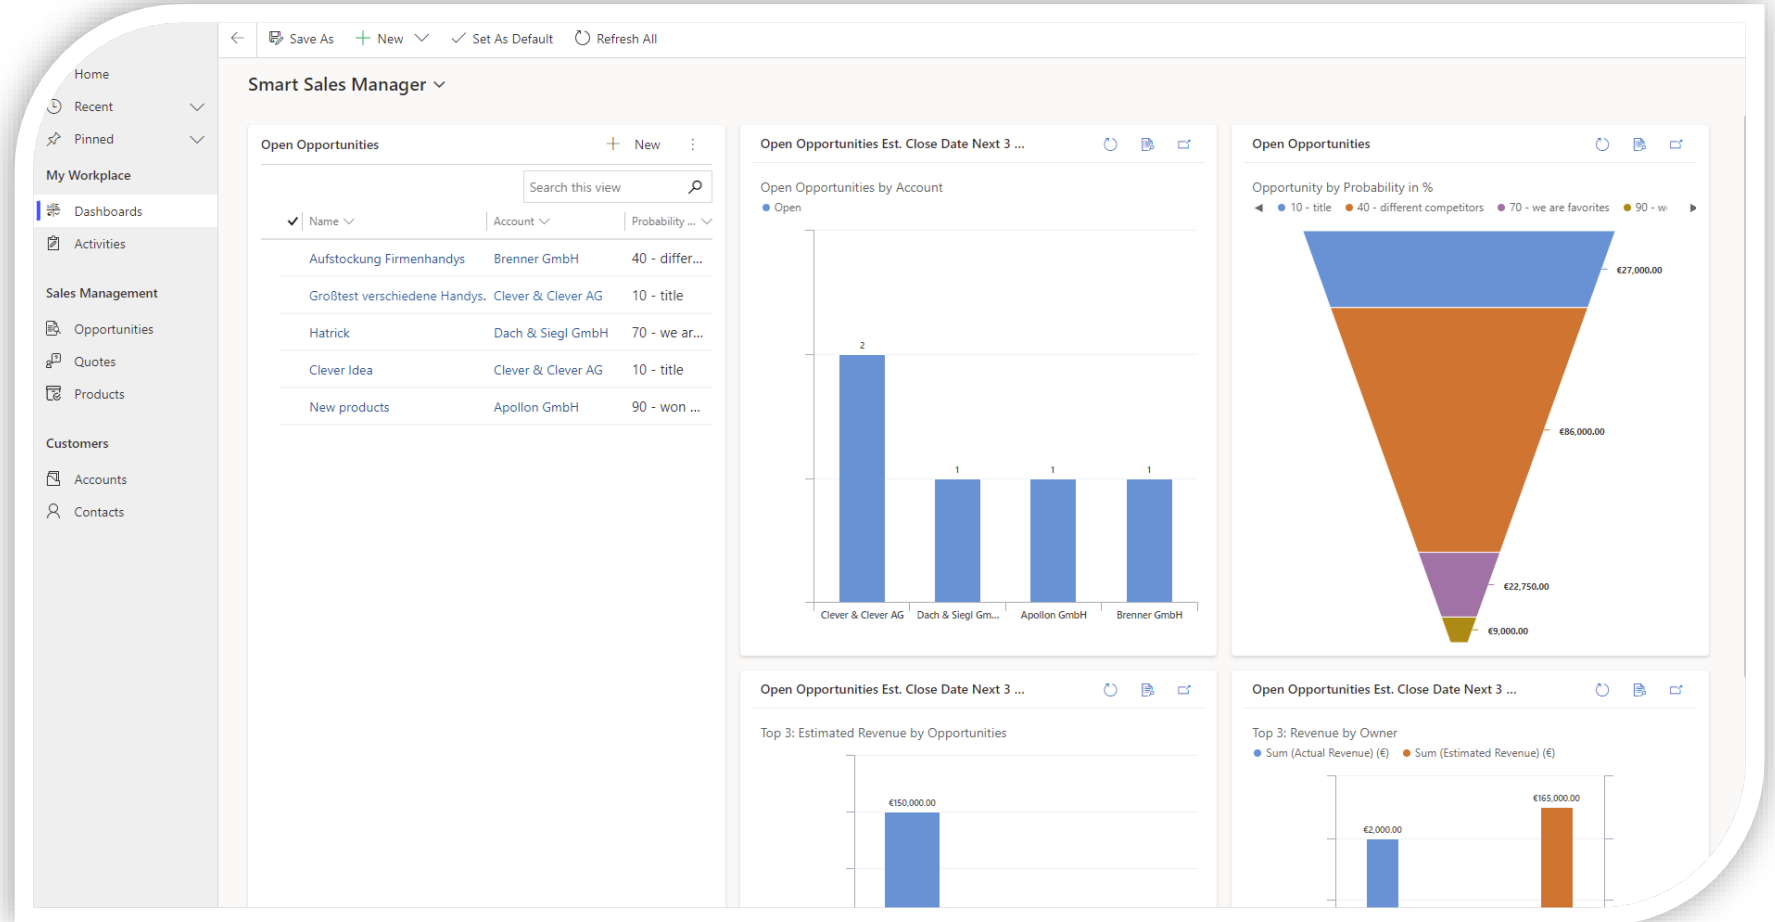 Save As
New
Set As Default
Refresh All
Home
Recent
Pinned
My Workplace
Dashboards
Activities
Sales Management
Opportunities
Quotes
Products
Customers
Accounts
Contacts
Smart Sales Manager
Open Opportunities
New
Search this view
Name Account Probability ...
Aufstockung Firmenhandys Brenner GmbH 40 - differ...
Großtest verschiedene Handys. Clever & Clever AG 10 - title
Hatrick Dach & Siegl GmbH 70 - we ar...
Clever Idea Clever & Clever AG 10 - title
New products Apollon GmbH 90 - won ...
Open Opportunities Est. Close Date Next 3 ...
Open Opportunities by Account
Open
2
1 1 1
Clever & Clever AG Dach & Siegl Gm... Apollon GmbH Brenner GmbH
Open Opportunities
Opportunity by Probability in %
10 - title 40 - different competitors 70 - we are favorites 90 - w
€27,000.00
€86,000.00
€22,750.00
€9,000.00
Open Opportunities Est. Close Date Next 3 ...
Top 3: Estimated Revenue by Opportunities
€150,000.00
Open Opportunities Est. Close Date Next 3 ...
Top 3: Revenue by Owner
Sum (Actual Revenue) (€) Sum (Estimated Revenue) (€)
€165,000.00
€2,000.00